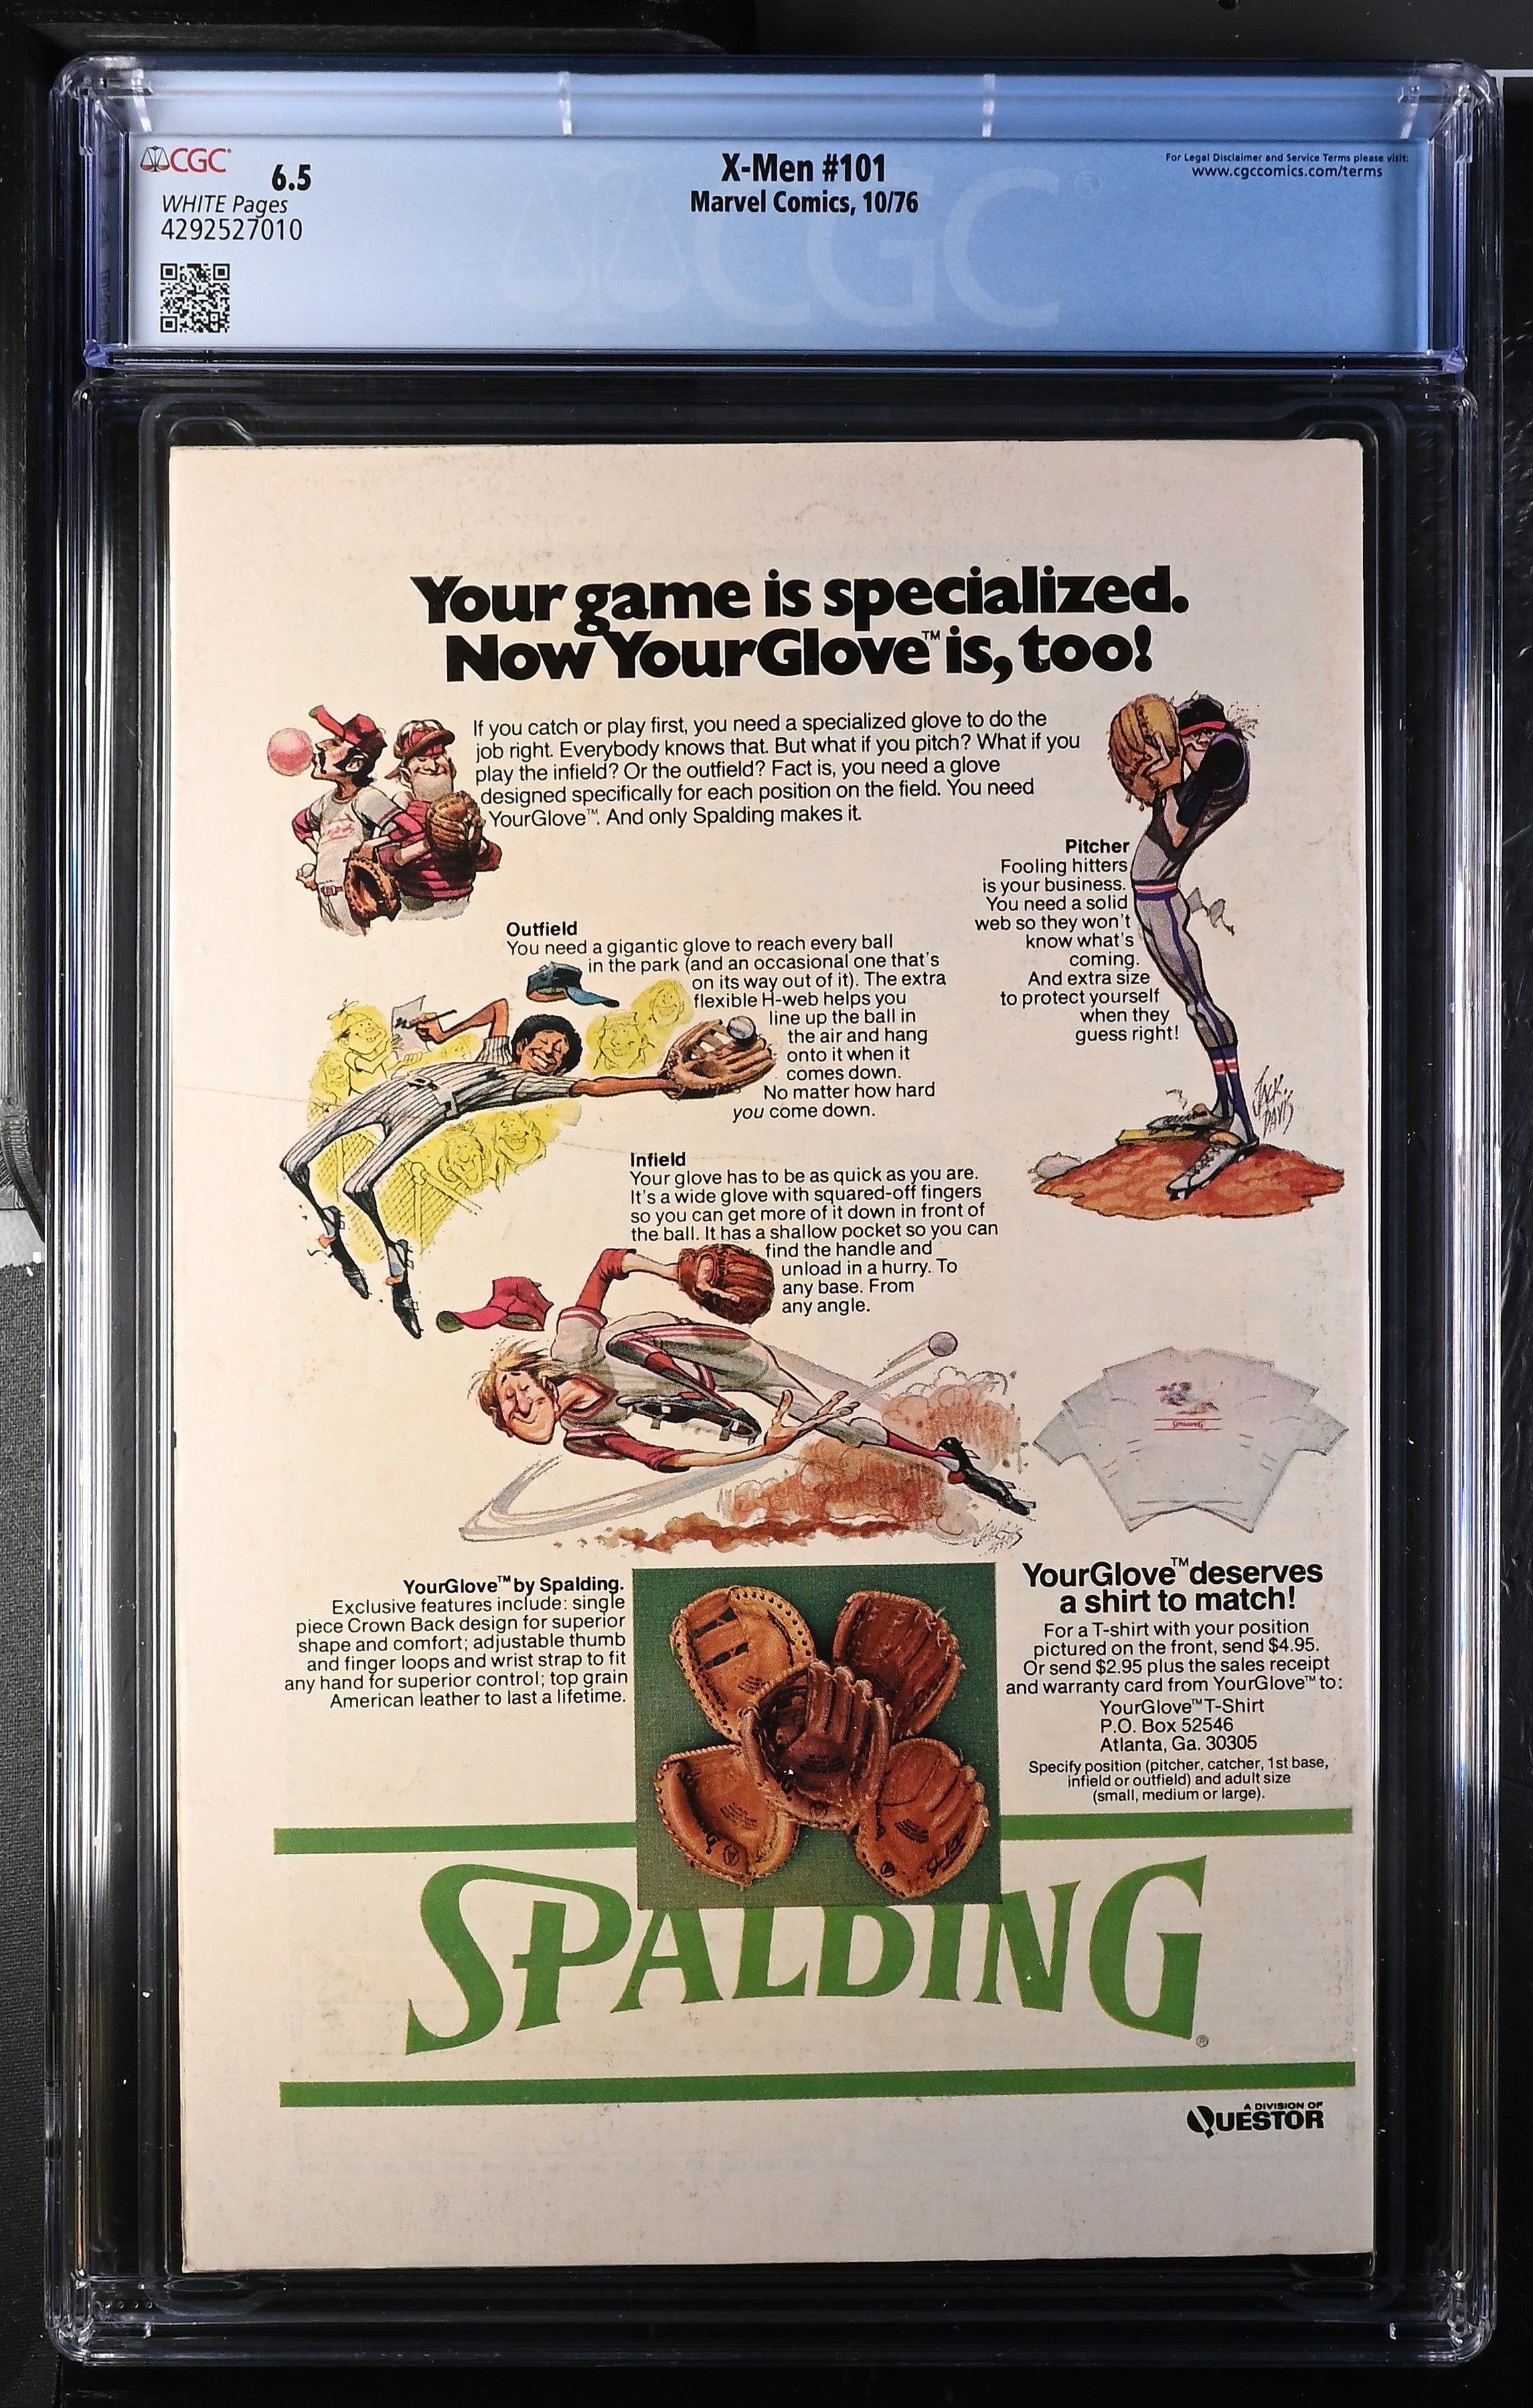 CGC
6.5
WHITE Pages
4292527010
X-Men #101
Marvel Comics, 10/76
For Legal Disclaimer and Service Terms please visit:
www.cgccomics.com/terms
CGC
Your game is specialized.
Now YourGlove™ is, too!
If you catch or play first, you need a specialized glove to do the
job right. Everybody knows that. But what if you pitch? What if you
play the infield? Or the outfield? Fact is, you need a glove
designed specifically for each position on the field. You need
YourGlove™. And only Spalding makes it.
Pitcher
Fooling hitters
is your business.
You need a solid
web so they won't
know what's
coming.
And extra size
to protect yourself
when they
guess right!
JACK
DAVIS
Outfield
You need a gigantic glove to reach every ball
in the park (and an occasional one that's
on its way out of it). The extra
flexible H-web helps you
line up the ball in
the air and hang
onto it when it
comes down.
No matter how hard
you come down.
Infield
Your glove has to be as quick as you are.
It's a wide glove with squared-off fingers
so you can get more of it down in front of
the ball. It has a shallow pocket so you can
find the handle and
unload in a hurry. To
any base. From
any angle.
SPALDING
YourGlove™ by Spalding.
Exclusive features include: single
piece Crown Back design for superior
shape and comfort; adjustable thumb
and finger loops and wrist strap to fit
any hand for superior control; top grain
American leather to last a lifetime.
YourGlove™ deserves
a shirt to match!
For a T-shirt with your position
pictured on the front, send $4.95.
Or send $2.95 plus the sales receipt
and warranty card from YourGlove™ to:
YourGlove™ T-Shirt
P.O. Box 52546
Atlanta, Ga. 30305
Specify position (pitcher, catcher, 1st base,
infield or outfield) and adult size
(small, medium or large).
SPALDING®
A DIVISION OF
QUESTOR